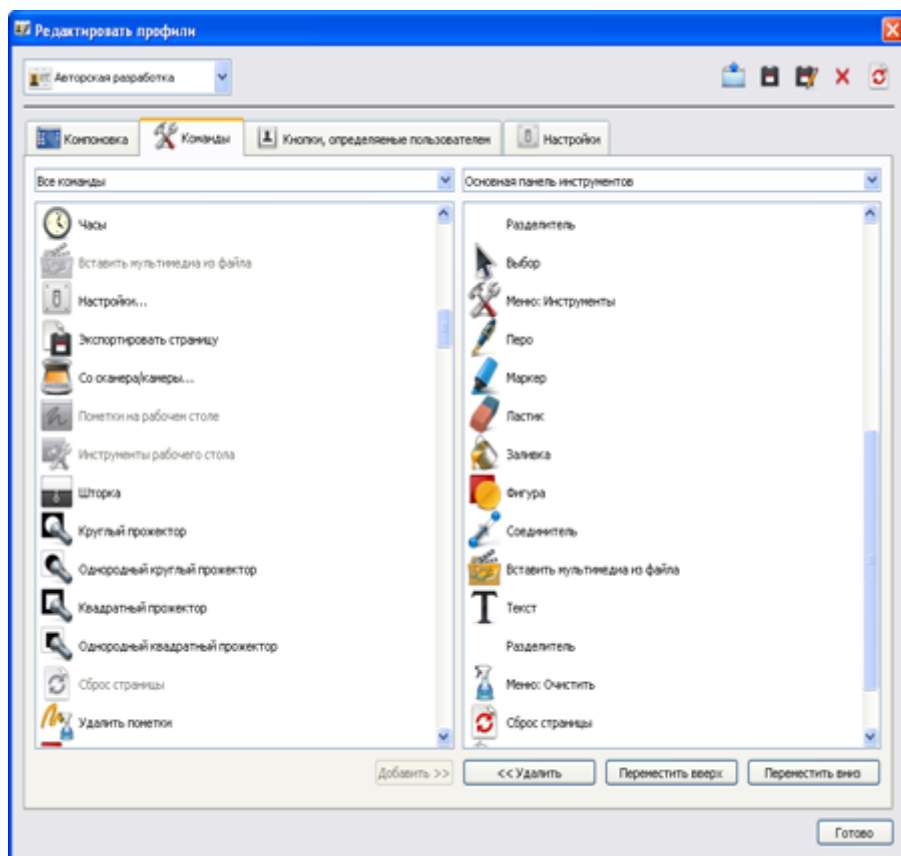 Редактировать профили
Авторская разработка
Компоновка
Команды
Кнопки, определяемые пользователем
Настройки
Все команды
Основная панель инструментов
Часы
Вставить мультимедиа из файла
Настройки...
Экспортировать страницу
Со сканера/камеры...
Пометки на рабочем столе
Инструменты рабочего стола
Шторка
Круглый прожектор
Однородный круглый прожектор
Квадратный прожектор
Однородный квадратный прожектор
Сброс страницы
Удалить пометки
Разделитель
Выбор
Меню: Инструменты
Перо
Маркер
Ластик
Заливка
Фигура
Соединитель
Вставить мультимедиа из файла
Текст
Разделитель
Меню: Очистить
Сброс страницы
Добавить >>
<< Удалить
Переместить вверх
Переместить вниз
Готово